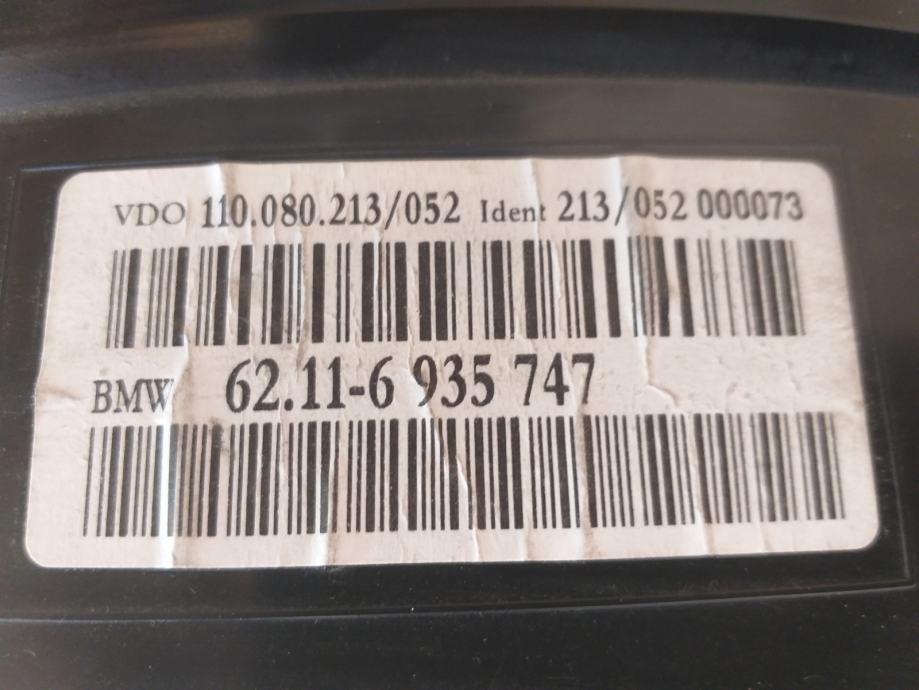 VDO 110.080.213/052 Ident 213/052 000073
BMW 62.11-6 935 747